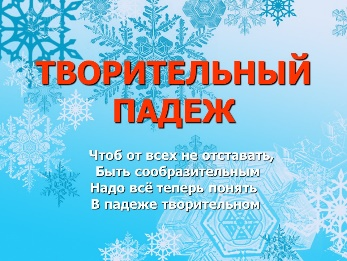 ТВОРИТЕЛЬНЫЙ
ПАДЕЖ
Чтоб от всех не отставать,
Быть сообразительным
Надо всё теперь понять
В падеже творительном